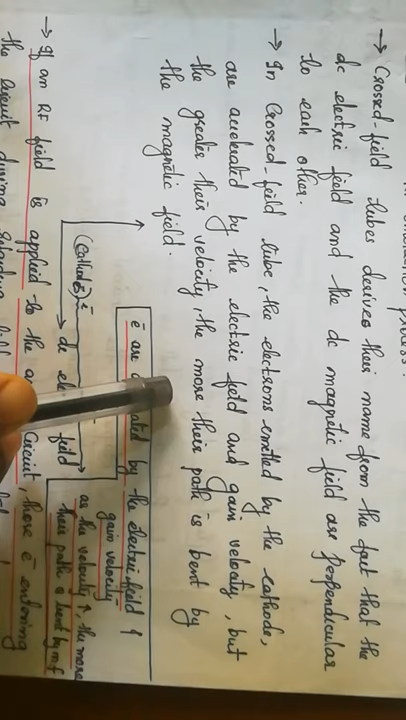 → Crossed-field tubes derives their name from the fact that the
dc electric field and the dc magnetic field are perpendicular
to each other.
→ In Crossed-field tube, the electrons emitted by the cathode,
are accelerated by the electric field and gain velocity, but
the greater their velocity, the more their path is bent by
the magnetic field.
ē are
ated by the electric field &
gain velocity
(Cathode)
dc ele
field
as the velocity ↑, the more
their path is bent by mf
→ If an RF field is applied to the
Circuit, those ē entering
the circuit during
field